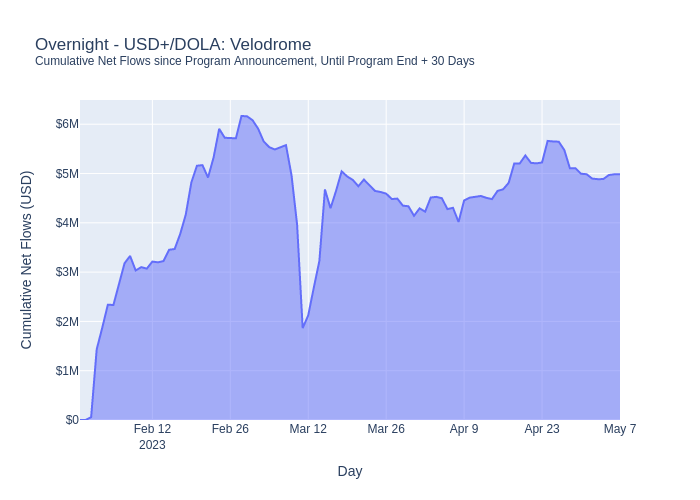 Overnight - USD+/DOLA: Velodrome
Cumulative Net Flows since Program Announcement, Until Program End + 30 Days
Cumulative Net Flows (USD)
$6M
$5M
$4M
$3M
$2M
$1M
$0
Feb 12
2023
Feb 26
Mar 12
Mar 26
Apr 9
Apr 23
May 7
Day